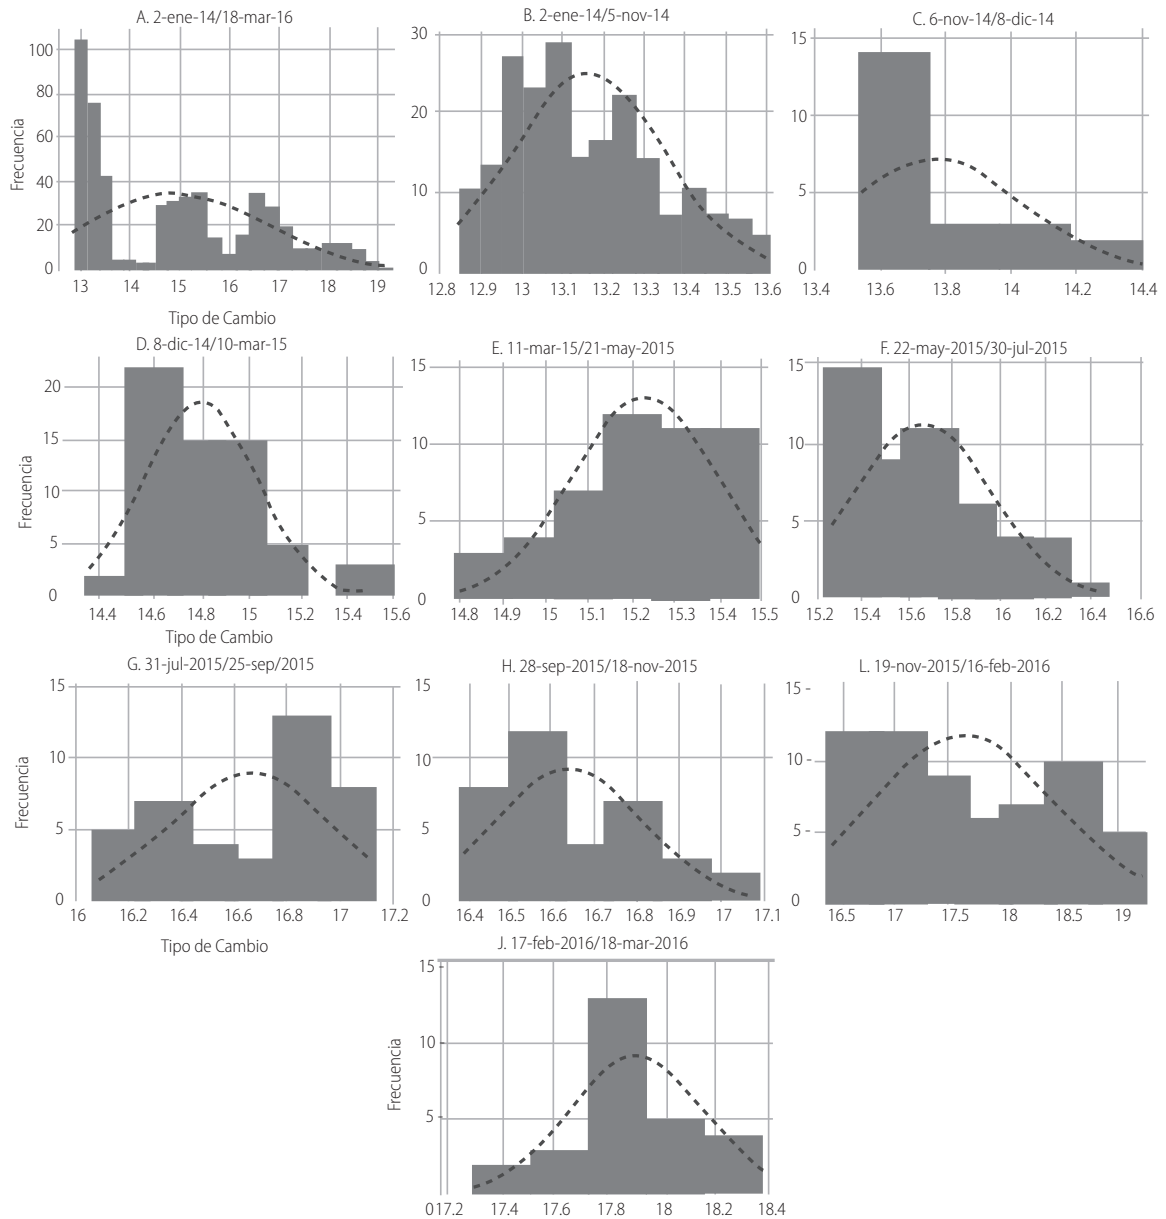 A. 2-ene-14/18-mar-16
100
80
60
40
20
0
Frecuencia
13 14 15 16 17 18 19
Tipo de Cambio
B. 2-ene-14/5-nov-14
30
20
10
0
12.8 12.9 13 13.1 13.2 13.3 13.4 13.5 13.6
C. 6-nov-14/8-dic-14
15
10
5
0
13.4 13.6 13.8 14 14.2 14.4
D. 8-dic-14/10-mar-15
20
15
10
5
0
Frecuencia
14.4 14.6 14.8 15 15.2 15.4 15.6
Tipo de Cambio
E. 11-mar-15/21-may-2015
15
10
5
0
14.8 14.9 15 15.1 15.2 15.3 15.4 15.5
F. 22-may-2015/30-jul-2015
15
10
5
0
15.2 15.4 15.6 15.8 16 16.2 16.4 16.6
G. 31-jul-2015/25-sep/2015
15
10
5
0
Frecuencia
16 16.2 16.4 16.6 16.8 17 17.2
Tipo de Cambio
H. 28-sep-2015/18-nov-2015
15
10
5
0
16.4 16.5 16.6 16.7 16.8 16.9 17 17.1
L. 19-nov-2015/16-feb-2016
15
10
5
0
16.5 17 17.5 18 18.5 19
J. 17-feb-2016/18-mar-2016
15
10
5
Frecuencia
017.2 17.4 17.6 17.8 18 18.2 18.4